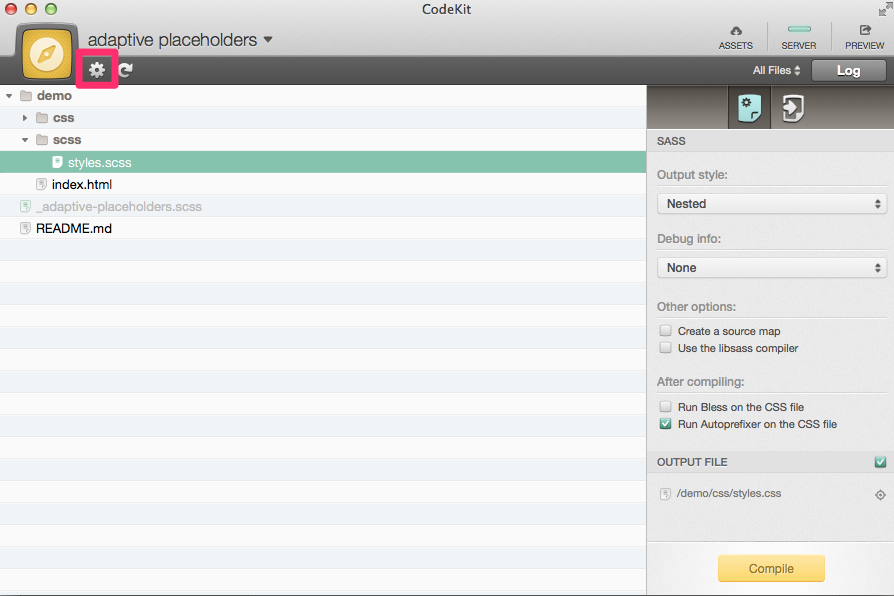 CodeKit
adaptive placeholders
ASSETS
SERVER
PREVIEW
All Files
Log
demo
css
scss
styles.scss
index.html
_adaptive-placeholders.scss
README.md
SASS
Output style:
Nested
Debug info:
None
Other options:
Create a source map
Use the libsass compiler
After compiling:
Run Bless on the CSS file
Run Autoprefixer on the CSS file
OUTPUT FILE
/demo/css/styles.css
Compile